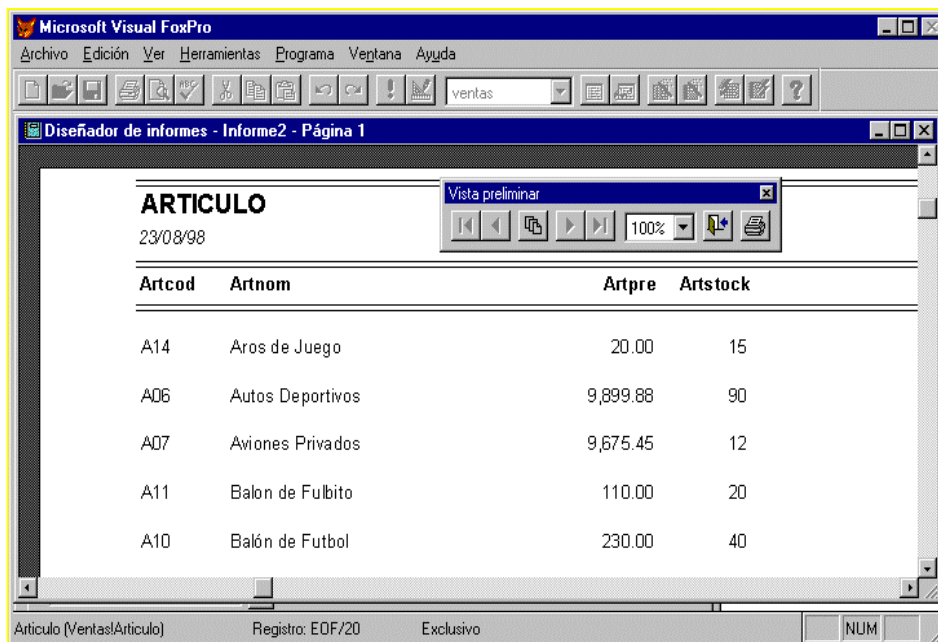 Microsoft Visual FoxPro
Archivo Edición Ver Herramientas Programa Ventana Ayuda
ABC
ventas
?
Diseñador de informes - Informe2 - Página 1
Vista preliminar
100%
ARTICULO
23/08/98
Artcod Artnom Artpre Artstock
A14 Aros de Juego 20.00 15
A06 Autos Deportivos 9,899.88 90
A07 Aviones Privados 9,675.45 12
A11 Balon de Fulbito 110.00 20
A10 Balón de Futbol 230.00 40
Articulo (Ventas!Articulo) Registro: EOF/20 Exclusivo NUM